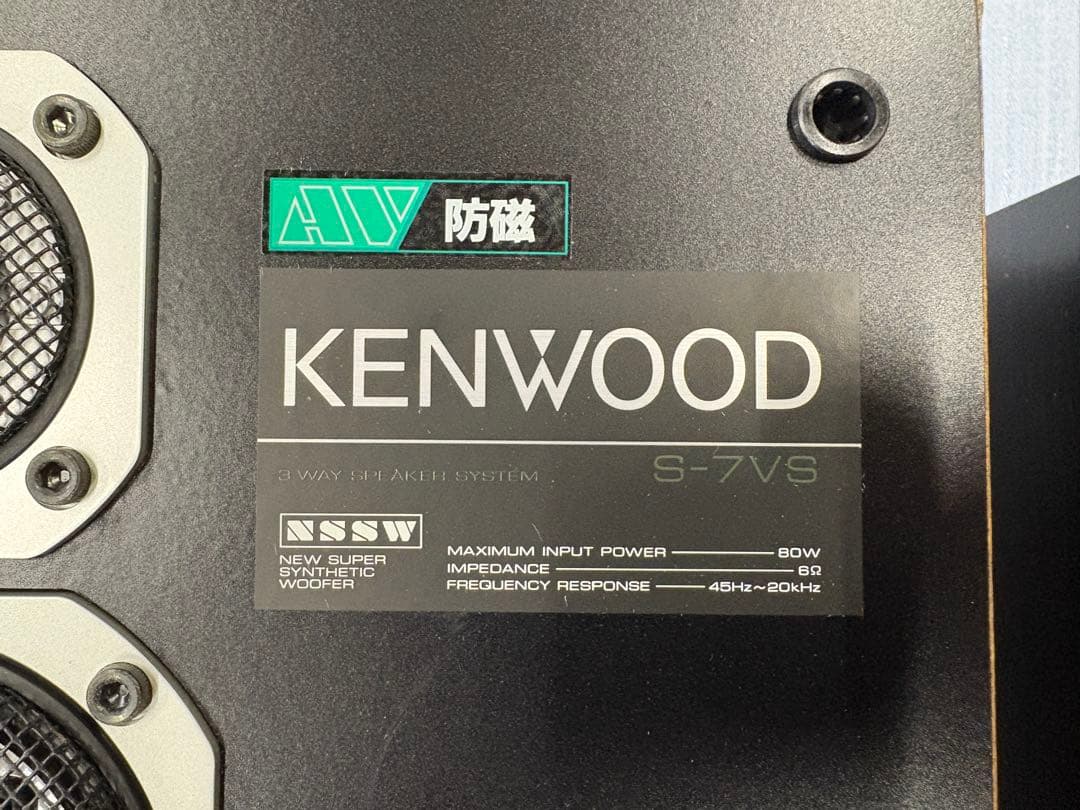 AV 防磁
KENWOOD
3 WAY SPEAKER SYSTEM S-7VS
NSSW
NEW SUPER
SYNTHETIC
WOOFER
MAXIMUM INPUT POWER 80W
IMPEDANCE 6Ω
FREQUENCY RESPONSE 45Hz~20kHz